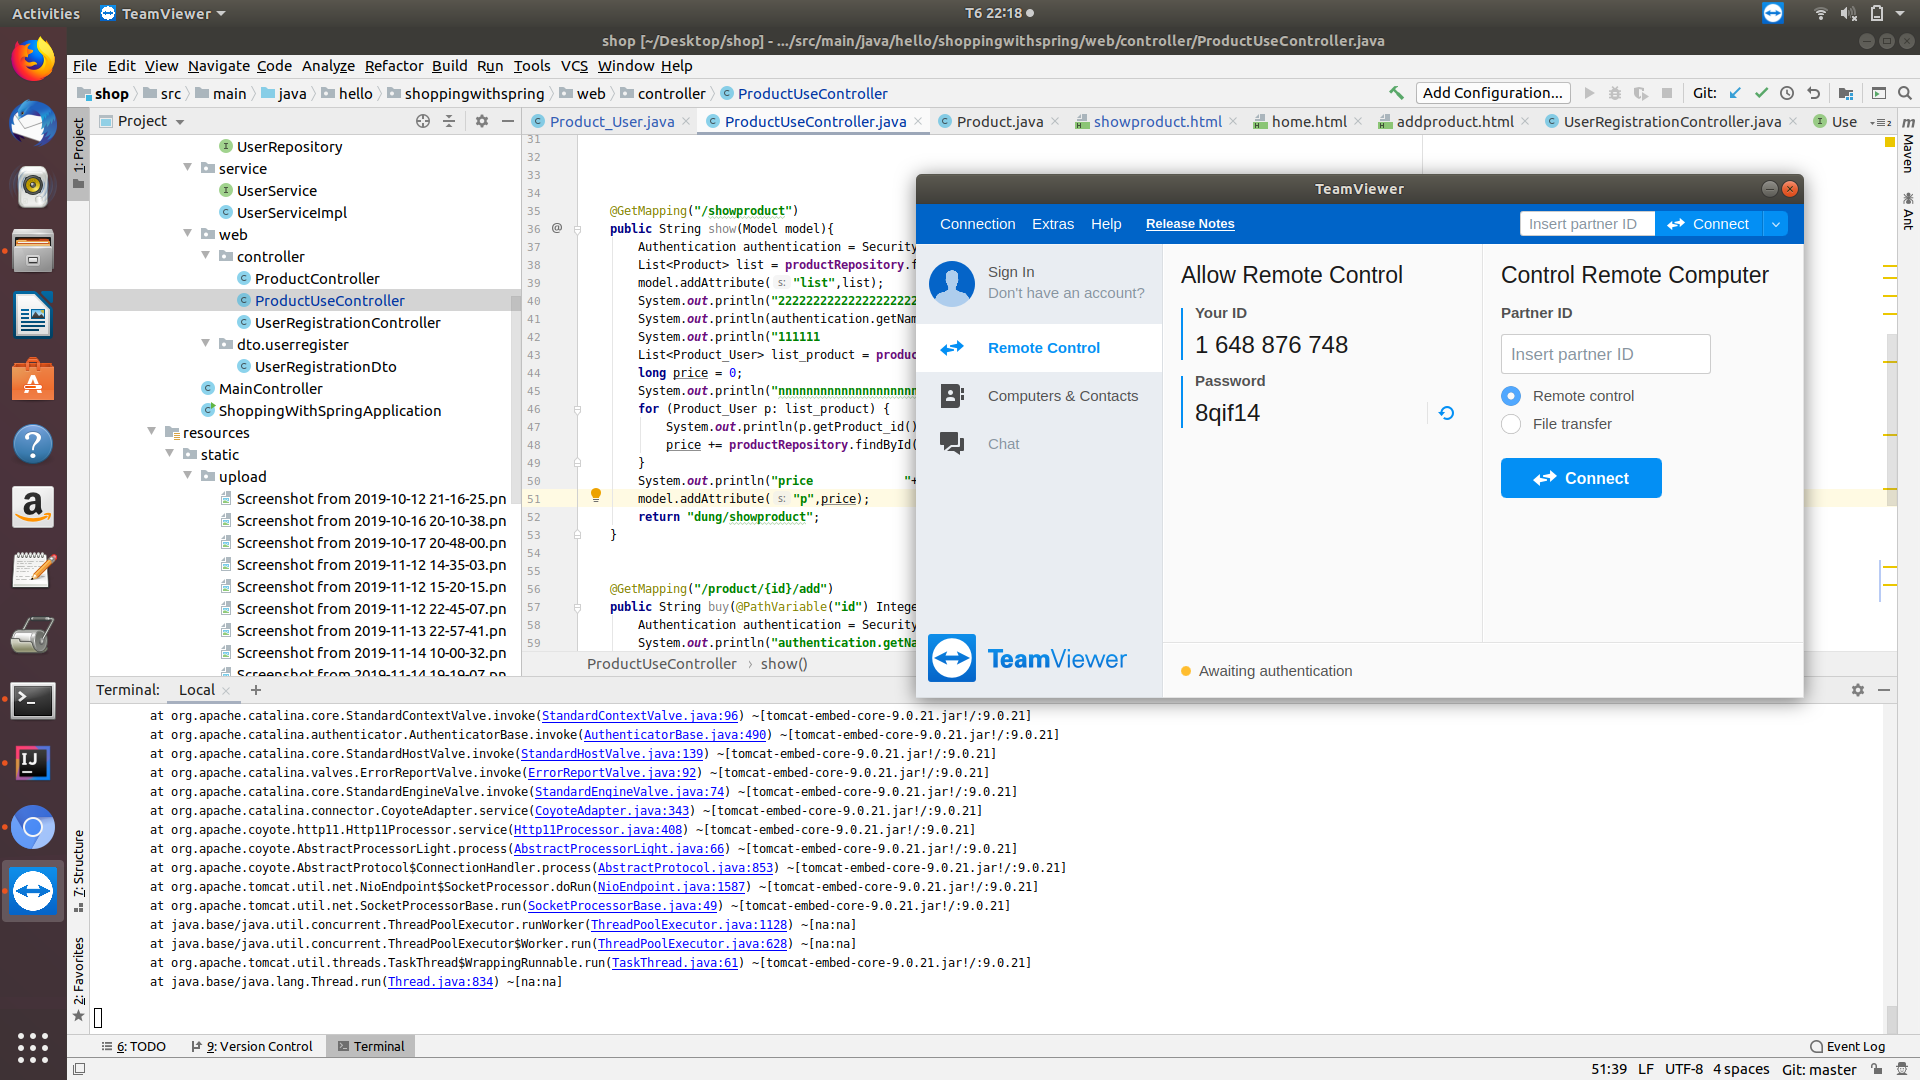 Activities TeamViewer T6 22:18
shop [~/Desktop/shop] - .../src/main/java/hello/shoppingwithspring/web/controller/ProductUseController.java
File Edit View Navigate Code Analyze Refactor Build Run Tools VCS Window Help
shop src main java hello shoppingwithspring web controller ProductUseController Add Configuration... Git:
1: Project
Project
Product_User.java ProductUseController.java Product.java showproduct.html home.html addproduct.html UserRegistrationController.java Use
Maven
Ant
UserRepository
service
UserService
UserServiceImpl
web
controller
ProductController
ProductUseController
UserRegistrationController
dto.userregister
UserRegistrationDto
MainController
ShoppingWithSpringApplication
resources
static
upload
Screenshot from 2019-10-12 21-16-25.pn
Screenshot from 2019-10-16 20-10-38.pn
Screenshot from 2019-10-17 20-48-00.pn
Screenshot from 2019-11-12 14-35-03.pn
Screenshot from 2019-11-12 15-20-15.pn
Screenshot from 2019-11-12 22-45-07.pn
Screenshot from 2019-11-13 22-57-41.pn
Screenshot from 2019-11-14 10-00-32.pn
Screenshot from 2019-11-14 19-19-07.pn
31
32
33
34
35 @GetMapping("/showproduct")
36 @ public String show(Model model){
37 Authentication authentication = Security
38 List<Product> list = productRepository.f
39 model.addAttribute( s: "list",list);
40 System.out.println("22222222222222222222
41 System.out.println(authentication.getNam
42 System.out.println("111111
43 List<Product_User> list_product = produc
44 long price = 0;
45 System.out.println("nnnnnnnnnnnnnnnnnnnn
46 for (Product_User p: list_product) {
47 System.out.println(p.getProduct_id()
48 price += productRepository.findById(
49 }
50 System.out.println("price "+
51 model.addAttribute( s: "p",price);
52 return "dung/showproduct";
53 }
54
55
56 @GetMapping("/product/{id}/add")
57 public String buy(@PathVariable("id") Intege
58 Authentication authentication = Security
59 System.out.println("authentication.getNa
ProductUseController › show()
TeamViewer
Connection Extras Help Release Notes Insert partner ID Connect
Sign In
Don't have an account?
Remote Control
Computers & Contacts
Chat
TeamViewer
Allow Remote Control
Your ID
1 648 876 748
Password
8qif14
Control Remote Computer
Partner ID
Insert partner ID
Remote control
File transfer
Connect
Awaiting authentication
Terminal: Local
at org.apache.catalina.core.StandardContextValve.invoke(StandardContextValve.java:96) ~[tomcat-embed-core-9.0.21.jar!/:9.0.21]
at org.apache.catalina.authenticator.AuthenticatorBase.invoke(AuthenticatorBase.java:490) ~[tomcat-embed-core-9.0.21.jar!/:9.0.21]
at org.apache.catalina.core.StandardHostValve.invoke(StandardHostValve.java:139) ~[tomcat-embed-core-9.0.21.jar!/:9.0.21]
at org.apache.catalina.valves.ErrorReportValve.invoke(ErrorReportValve.java:92) ~[tomcat-embed-core-9.0.21.jar!/:9.0.21]
at org.apache.catalina.core.StandardEngineValve.invoke(StandardEngineValve.java:74) ~[tomcat-embed-core-9.0.21.jar!/:9.0.21]
at org.apache.catalina.connector.CoyoteAdapter.service(CoyoteAdapter.java:343) ~[tomcat-embed-core-9.0.21.jar!/:9.0.21]
at org.apache.coyote.http11.Http11Processor.service(Http11Processor.java:408) ~[tomcat-embed-core-9.0.21.jar!/:9.0.21]
at org.apache.coyote.AbstractProcessorLight.process(AbstractProcessorLight.java:66) ~[tomcat-embed-core-9.0.21.jar!/:9.0.21]
at org.apache.coyote.AbstractProtocol$ConnectionHandler.process(AbstractProtocol.java:853) ~[tomcat-embed-core-9.0.21.jar!/:9.0.21]
at org.apache.tomcat.util.net.NioEndpoint$SocketProcessor.doRun(NioEndpoint.java:1587) ~[tomcat-embed-core-9.0.21.jar!/:9.0.21]
at org.apache.tomcat.util.net.SocketProcessorBase.run(SocketProcessorBase.java:49) ~[tomcat-embed-core-9.0.21.jar!/:9.0.21]
at java.base/java.util.concurrent.ThreadPoolExecutor.runWorker(ThreadPoolExecutor.java:1128) ~[na:na]
at java.base/java.util.concurrent.ThreadPoolExecutor$Worker.run(ThreadPoolExecutor.java:628) ~[na:na]
at org.apache.tomcat.util.threads.TaskThread$WrappingRunnable.run(TaskThread.java:61) ~[tomcat-embed-core-9.0.21.jar!/:9.0.21]
at java.base/java.lang.Thread.run(Thread.java:834) ~[na:na]
7: Structure
2: Favorites
6: TODO 9: Version Control Terminal Event Log
51:39 LF UTF-8 4 spaces Git: master